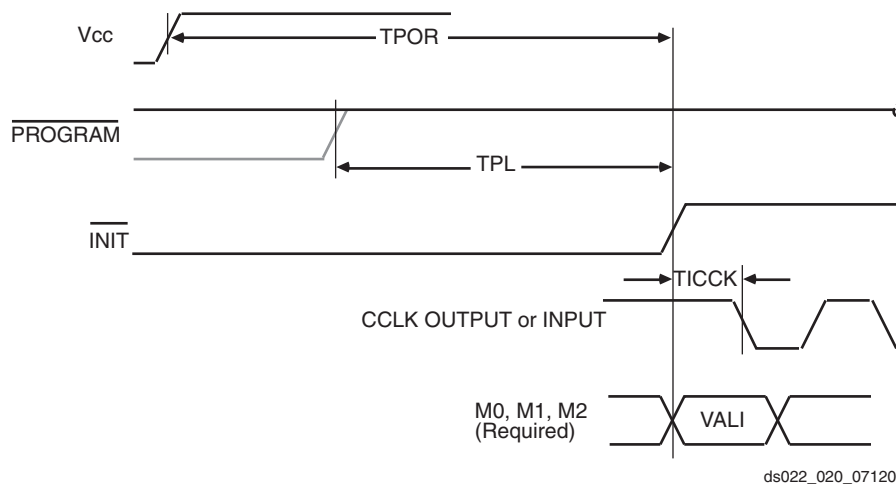 Vcc
TPOR
PROGRAM
TPL
INIT
TICCK
CCLK OUTPUT or INPUT
M0, M1, M2
(Required)
VALI
ds022_020_07120